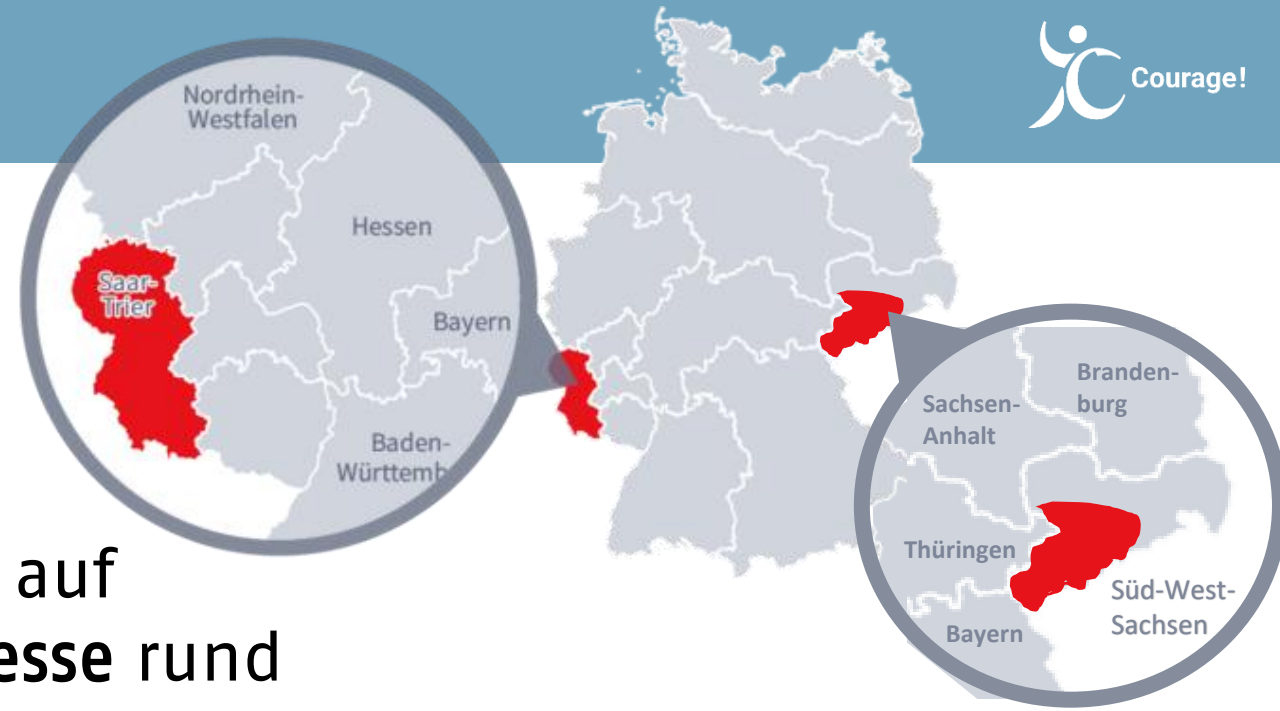 Nordrhein-
Westfalen
Hessen
Saar-
Trier
Bayern
Baden-
Württemb
Courage!
Branden-
burg
Sachsen-
Anhalt
Thüringen
Süd-West-
Sachsen
Bayern
auf
esse rund